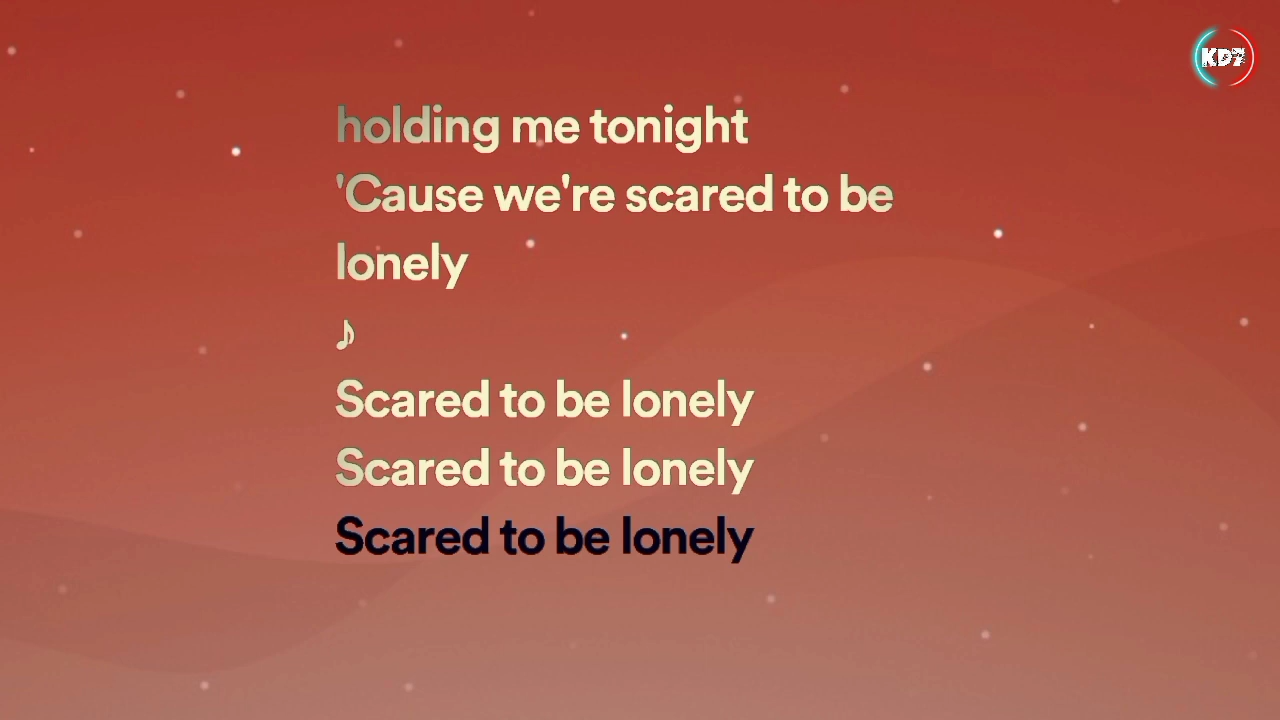 KD7
holding me tonight
'Cause we're scared to be
lonely
♪
Scared to be lonely
Scared to be lonely
Scared to be lonely